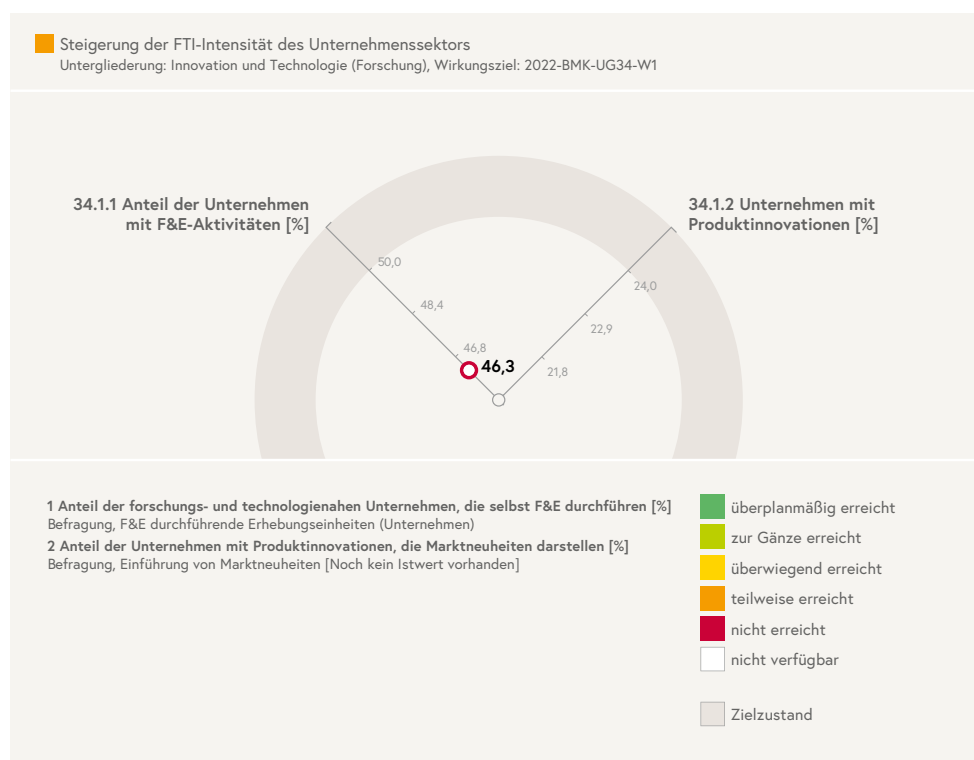 Steigerung der FTI-Intensität des Unternehmenssektors
Untergliederung: Innovation und Technologie (Forschung), Wirkungsziel: 2022-BMK-UG34-W1
34.1.1 Anteil der Unternehmen
mit F&E-Aktivitäten [%]
34.1.2 Unternehmen mit
Produktinnovationen [%]
50,0
48,4
46,8
46,3
24,0
22,9
21,8
1 Anteil der forschungs- und technologienahen Unternehmen, die selbst F&E durchführen [%]
Befragung, F&E durchführende Erhebungseinheiten (Unternehmen)
2 Anteil der Unternehmen mit Produktinnovationen, die Marktneuheiten darstellen [%]
Befragung, Einführung von Marktneuheiten [Noch kein Istwert vorhanden]
überplanmäßig erreicht
zur Gänze erreicht
überwiegend erreicht
teilweise erreicht
nicht erreicht
nicht verfügbar
Zielzustand